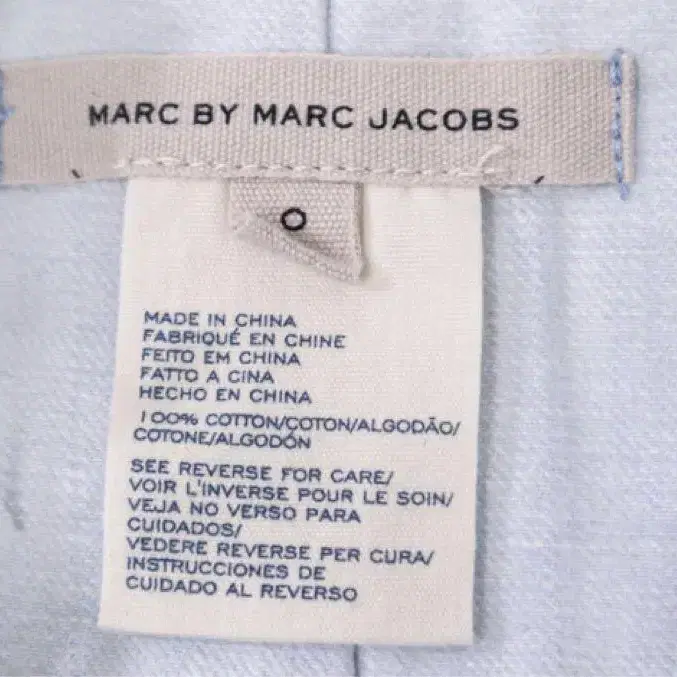 MARC BY MARC JACOBS
0
MADE IN CHINA
FABRIQUÉ EN CHINE
FEITO EM CHINA
FATTO A CINA
HECHO EN CHINA
100% COTTON/COTON/ALGODÃO/
COTONE/ALGODÓN
SEE REVERSE FOR CARE/
VOIR L'INVERSE POUR LE SOIN/
VEJA NO VERSO PARA
CUIDADOS/
VEDERE REVERSE PER CURA/
INSTRUCCIONES DE
CUIDADO AL REVERSO